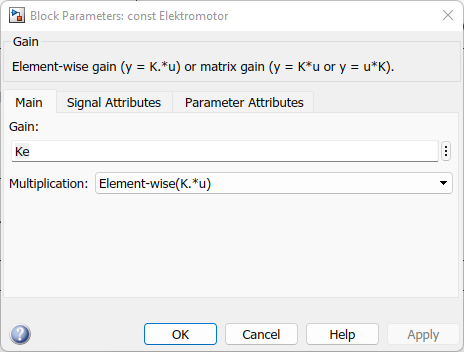 Block Parameters: const Elektromotor
Gain
Element-wise gain (y = K.*u) or matrix gain (y = K*u or y = u*K).
Main Signal Attributes Parameter Attributes
Gain:
Ke
Multiplication: Element-wise(K.*u)
? OK Cancel Help Apply